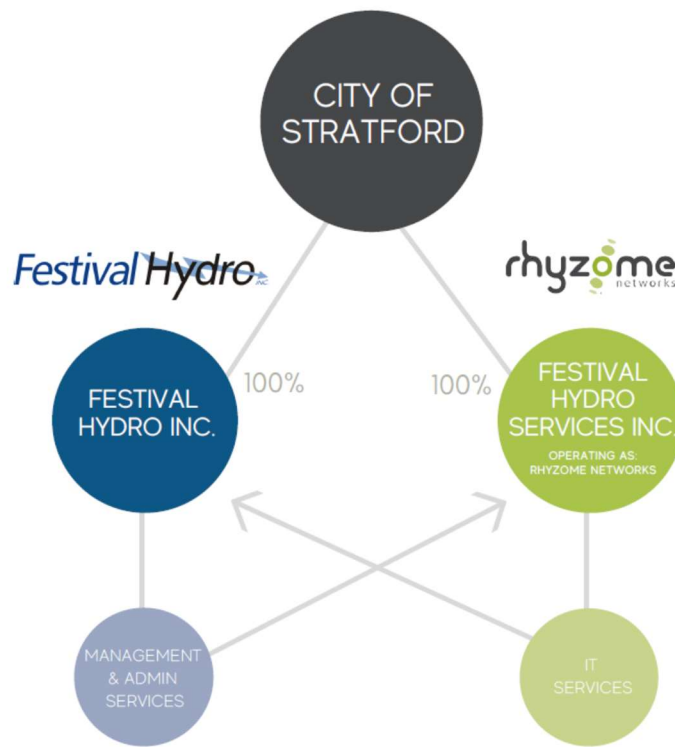 CITY OF
STRATFORD
Festival Hydro INC
rhyzome
networks
100%
100%
FESTIVAL
HYDRO INC.
FESTIVAL
HYDRO
SERVICES INC.
OPERATING AS:
RHYZOME NETWORKS
MANAGEMENT
& ADMIN
SERVICES
IT
SERVICES